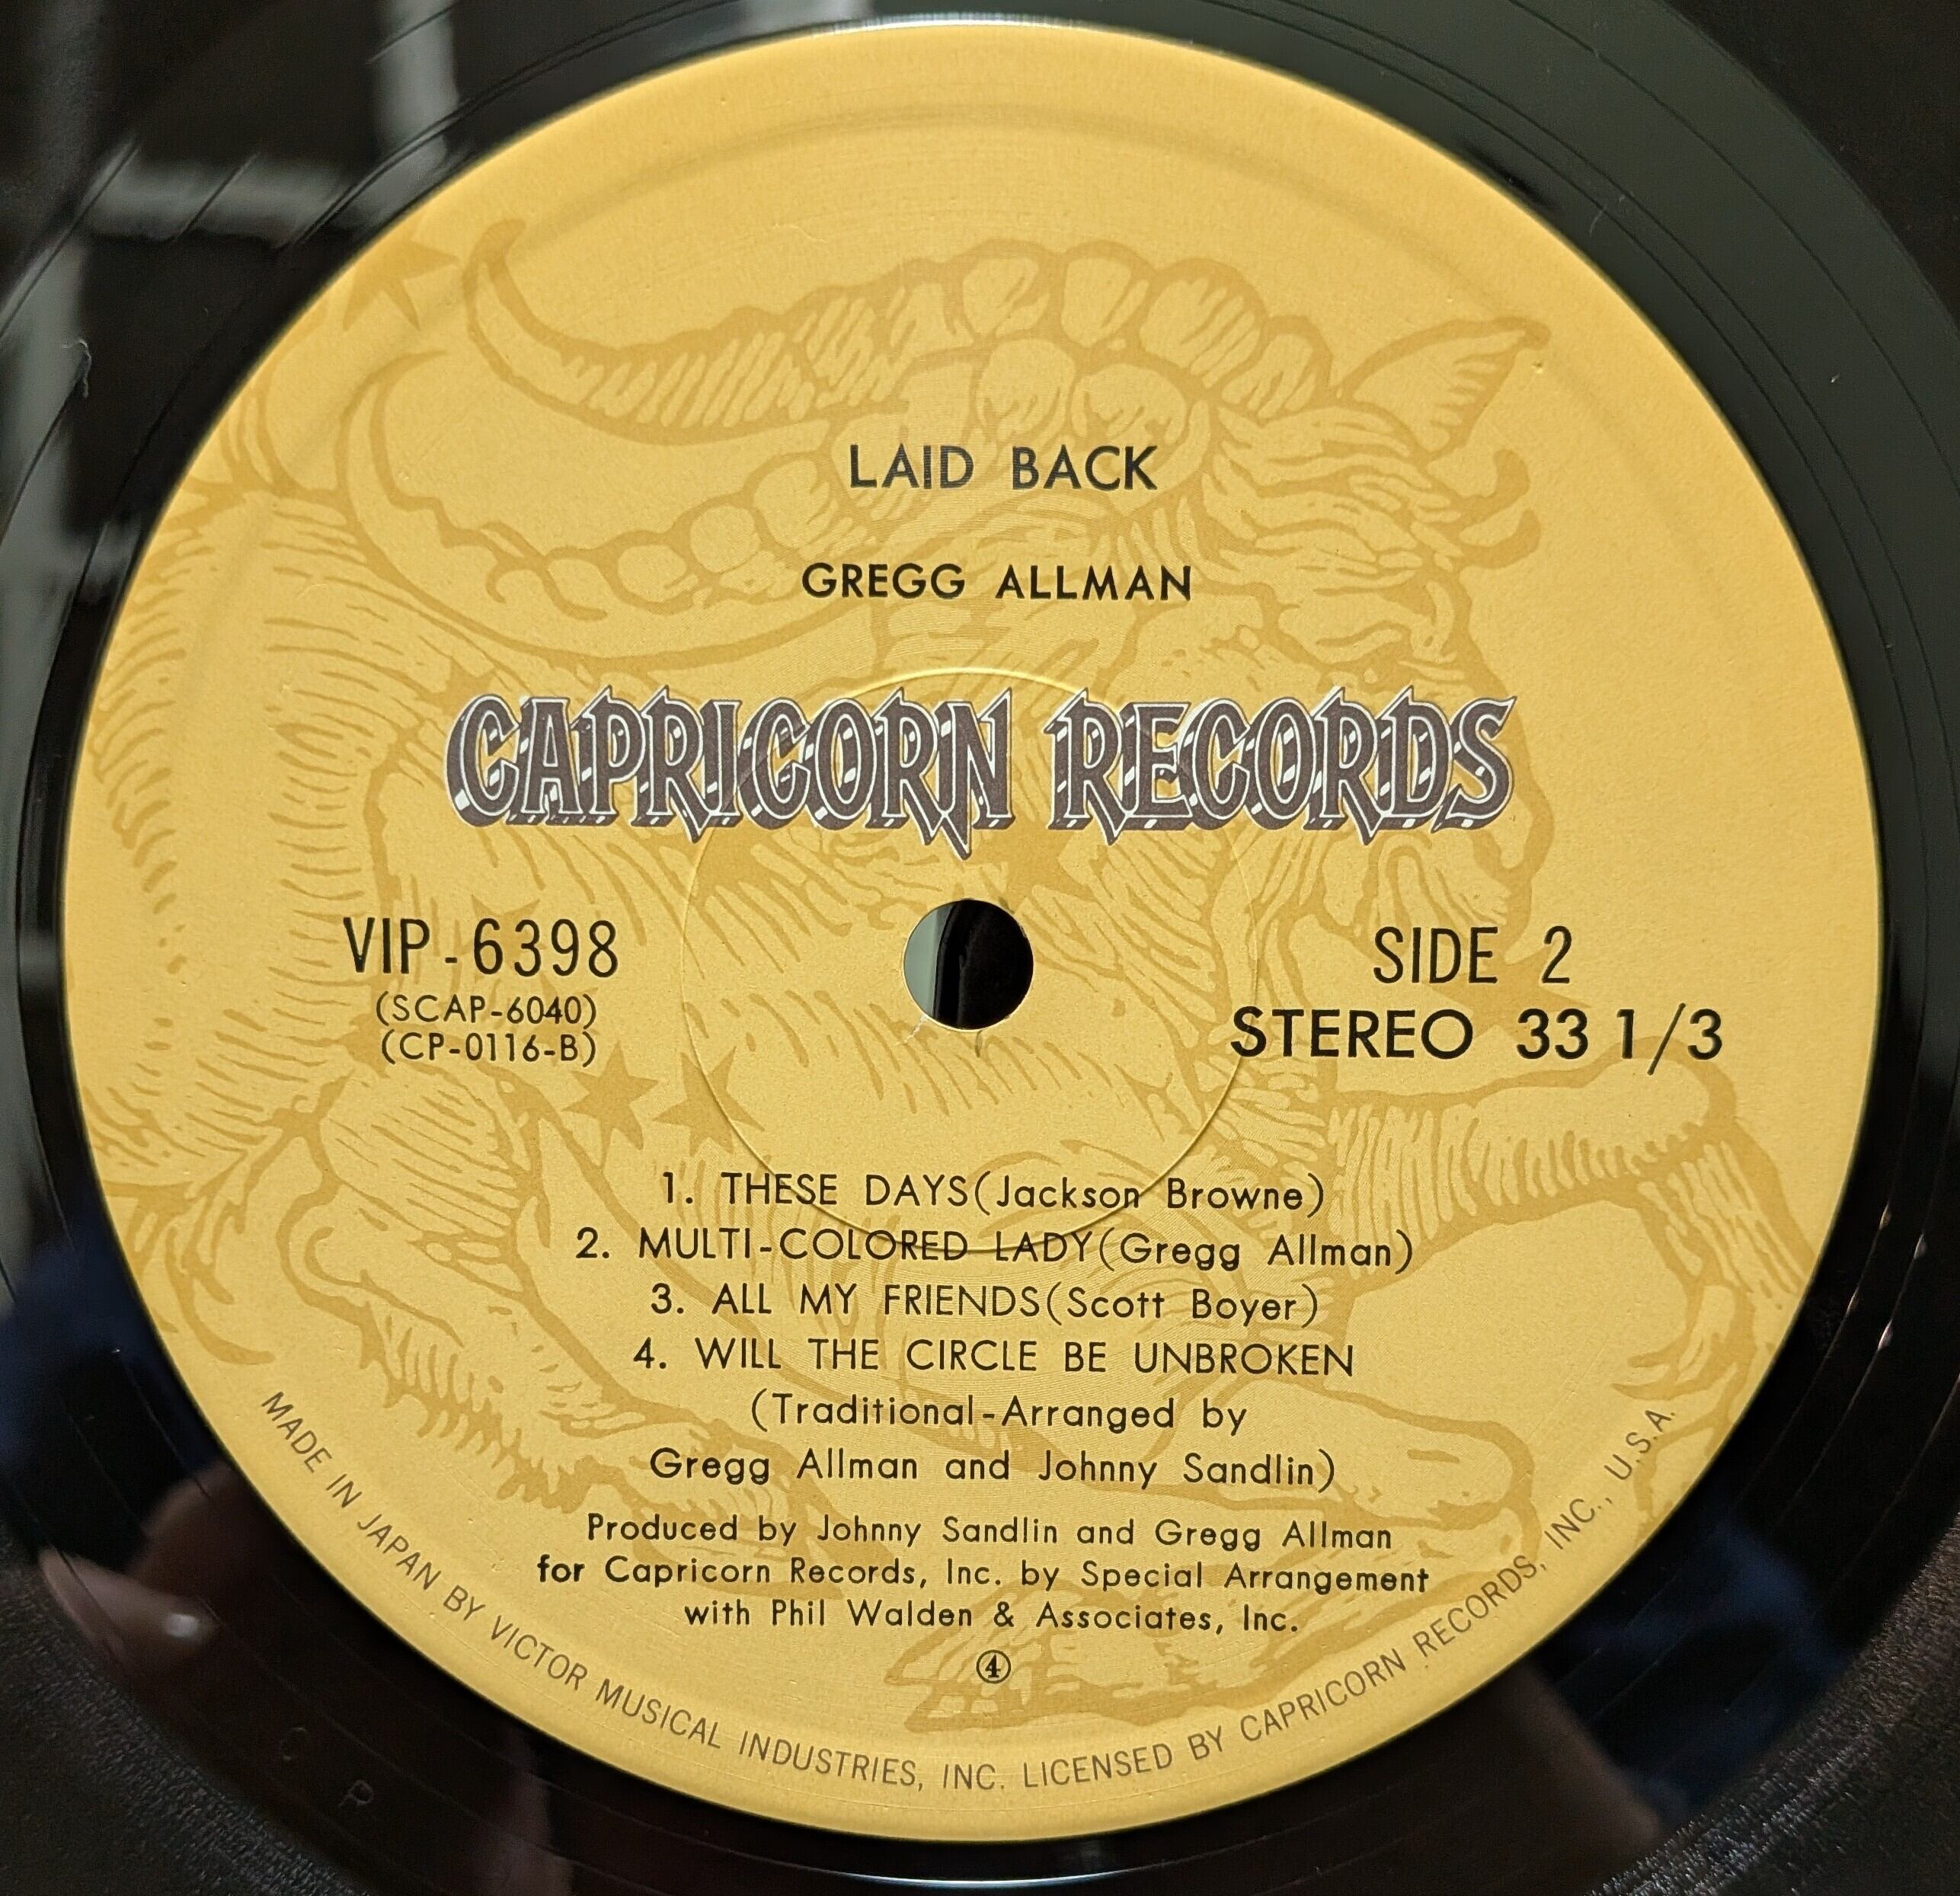 LAID BACK
GREGG ALLMAN
CAPRICORN RECORDS
VIP-6398
(SCAP-6040)
(CP-0116-B)
SIDE 2
STEREO 33 1/3
1. THESE DAYS(Jackson Browne)
2. MULTI-COLORED LADY(Gregg Allman)
3. ALL MY FRIENDS(Scott Boyer)
4. WILL THE CIRCLE BE UNBROKEN
(Traditional-Arranged by
Gregg Allman and Johnny Sandlin)
Produced by Johnny Sandlin and Gregg Allman
for Capricorn Records, Inc. by Special Arrangement
with Phil Walden & Associates, Inc.
④
MADE IN JAPAN BY VICTOR MUSICAL INDUSTRIES, INC. LICENSED BY CAPRICORN RECORDS, INC., U.S.A.